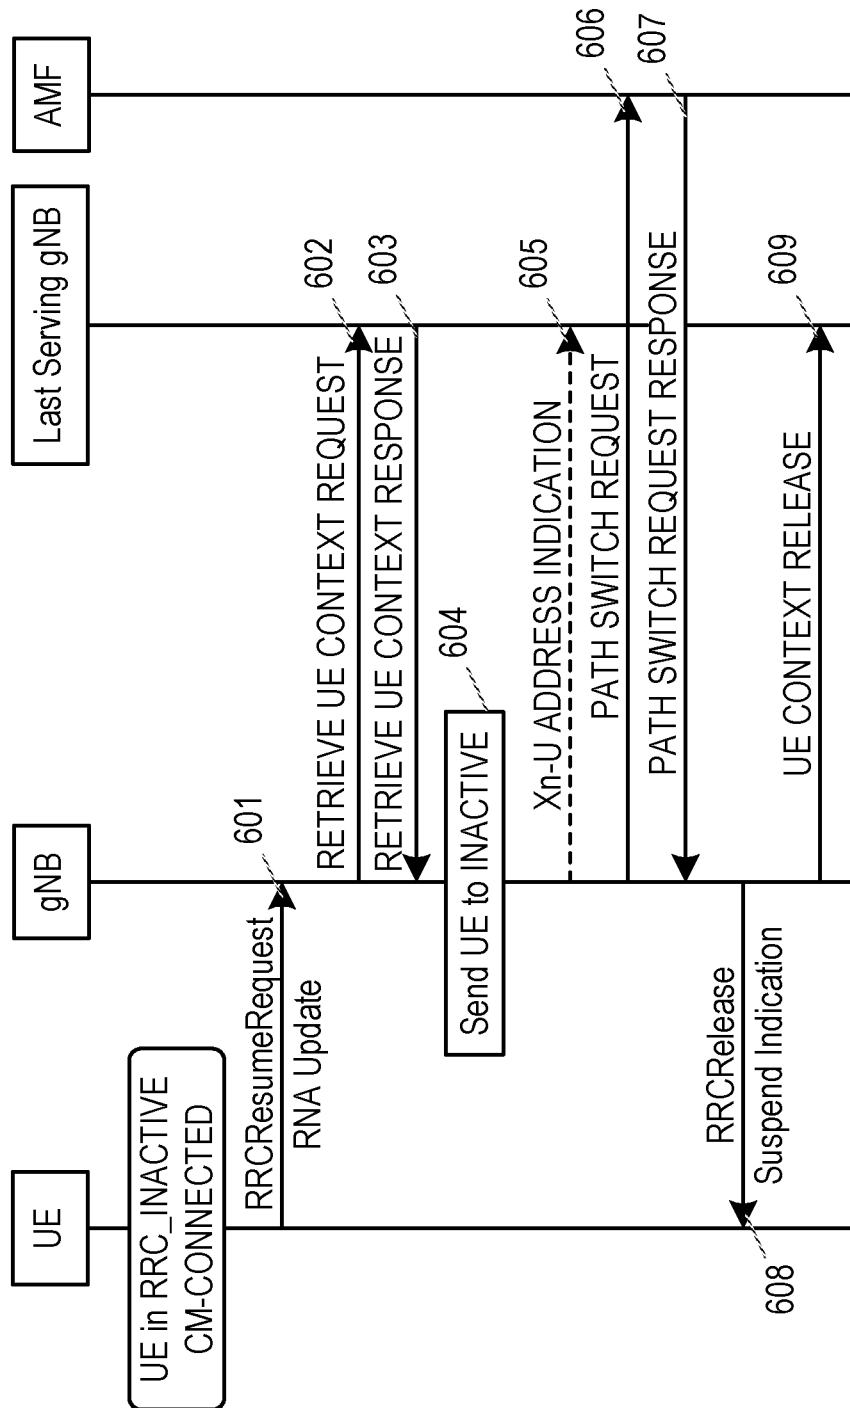 UE
gNB
Last Serving gNB
AMF
UE in RRC_INACTIVE
CM-CONNECTED
RRCResumeRequest
RNA Update
601
RETRIEVE UE CONTEXT REQUEST
602
RETRIEVE UE CONTEXT RESPONSE
603
Send UE to INACTIVE
604
Xn-U ADDRESS INDICATION
605
PATH SWITCH REQUEST
606
PATH SWITCH REQUEST RESPONSE
607
RRCRelease
Suspend Indication
608
UE CONTEXT RELEASE
609